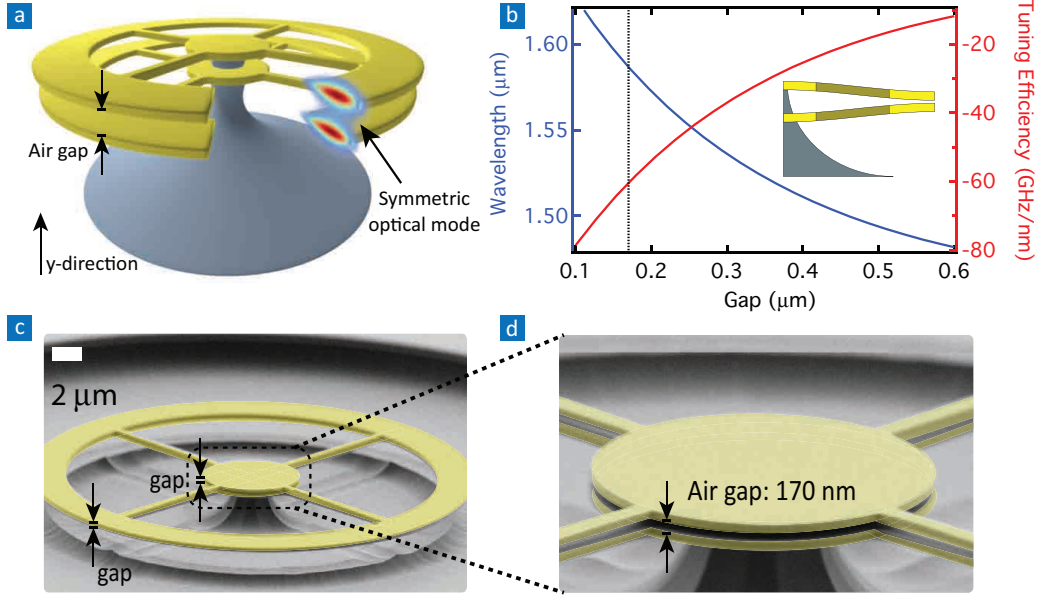 a
Air gap
Symmetric
optical mode
y-direction
b
Wavelength (μm)
1.60
1.55
1.50
0.1 0.2 0.3 0.4 0.5 0.6
Gap (μm)
-20
-40
-60
-80
Tuning Efficiency (GHz/nm)
c
2 μm
gap
gap
d
Air gap: 170 nm